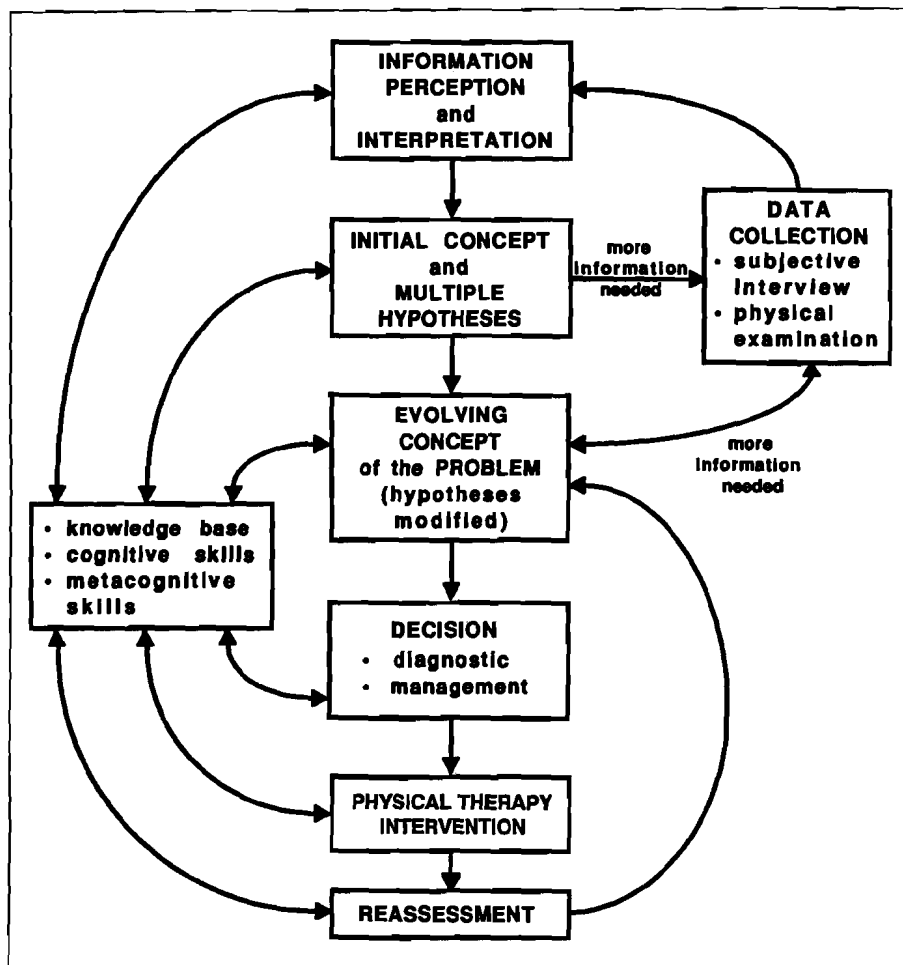 INFORMATION
PERCEPTION
and
INTERPRETATION
INITIAL CONCEPT
and
MULTIPLE
HYPOTHESES
more
information
needed
DATA
COLLECTION
• subjective
interview
• physical
examination
EVOLVING
CONCEPT
of the PROBLEM
(hypotheses
modified)
more
information
needed
• knowledge base
• cognitive skills
• metacognitive
skills
DECISION
• diagnostic
• management
PHYSICAL THERAPY
INTERVENTION
REASSESSMENT